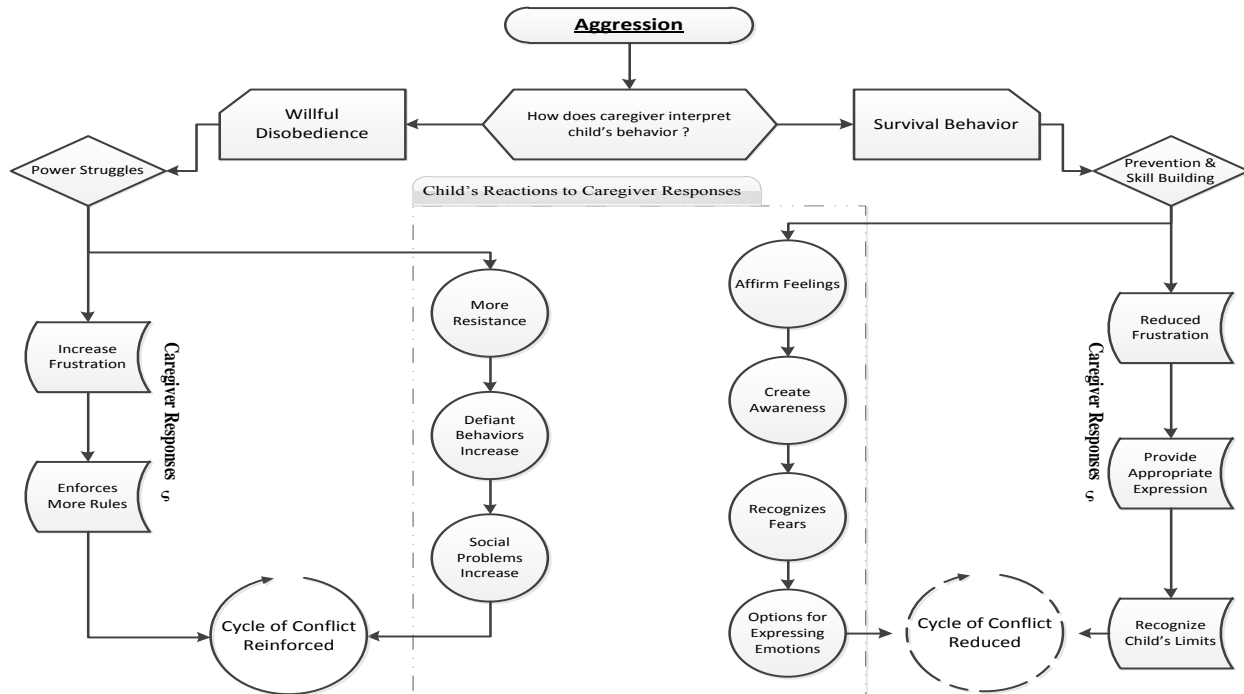 Aggression
Willful
Disobedience
How does caregiver interpret
child's behavior ?
Survival Behavior
Power Struggles
Prevention &
Skill Building
Child's Reactions to Caregiver Responses
More
Resistance
Affirm Feelings
Increase
Frustration
Caregiver Responses
Reduced
Frustration
Caregiver Responses
Create
Awareness
Defiant
Behaviors
Increase
Provide
Appropriate
Expression
Enforces
More Rules
Recognizes
Fears
Social
Problems
Increase
Cycle of Conflict
Reinforced
Options for
Expressing
Emotions
Cycle of Conflict
Reduced
Recognize
Child's Limits